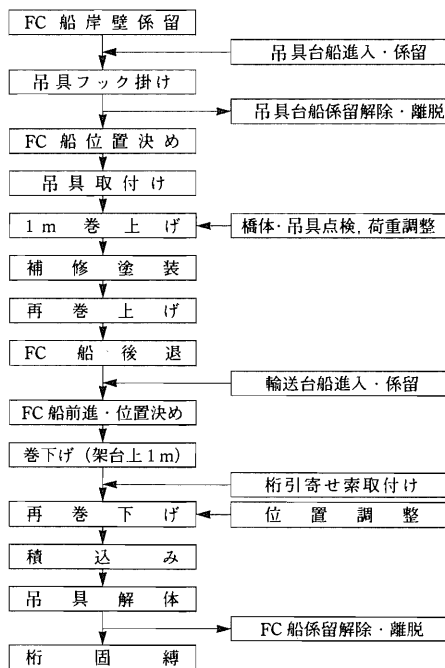 FC 船岸壁係留
吊具台船進入・係留
吊具フック掛け
吊具台船係留解除・離脱
FC 船位置決め
吊具取付け
1m 巻上げ
橋体・吊具点検, 荷重調整
補修塗装
再巻上げ
FC 船後退
輸送台船進入・係留
FC船前進・位置決め
巻下げ（架台上1m）
桁引寄せ索取付け
再巻下げ
位置調整
積込み
吊具解体
FC船係留解除・離脱
桁固縛